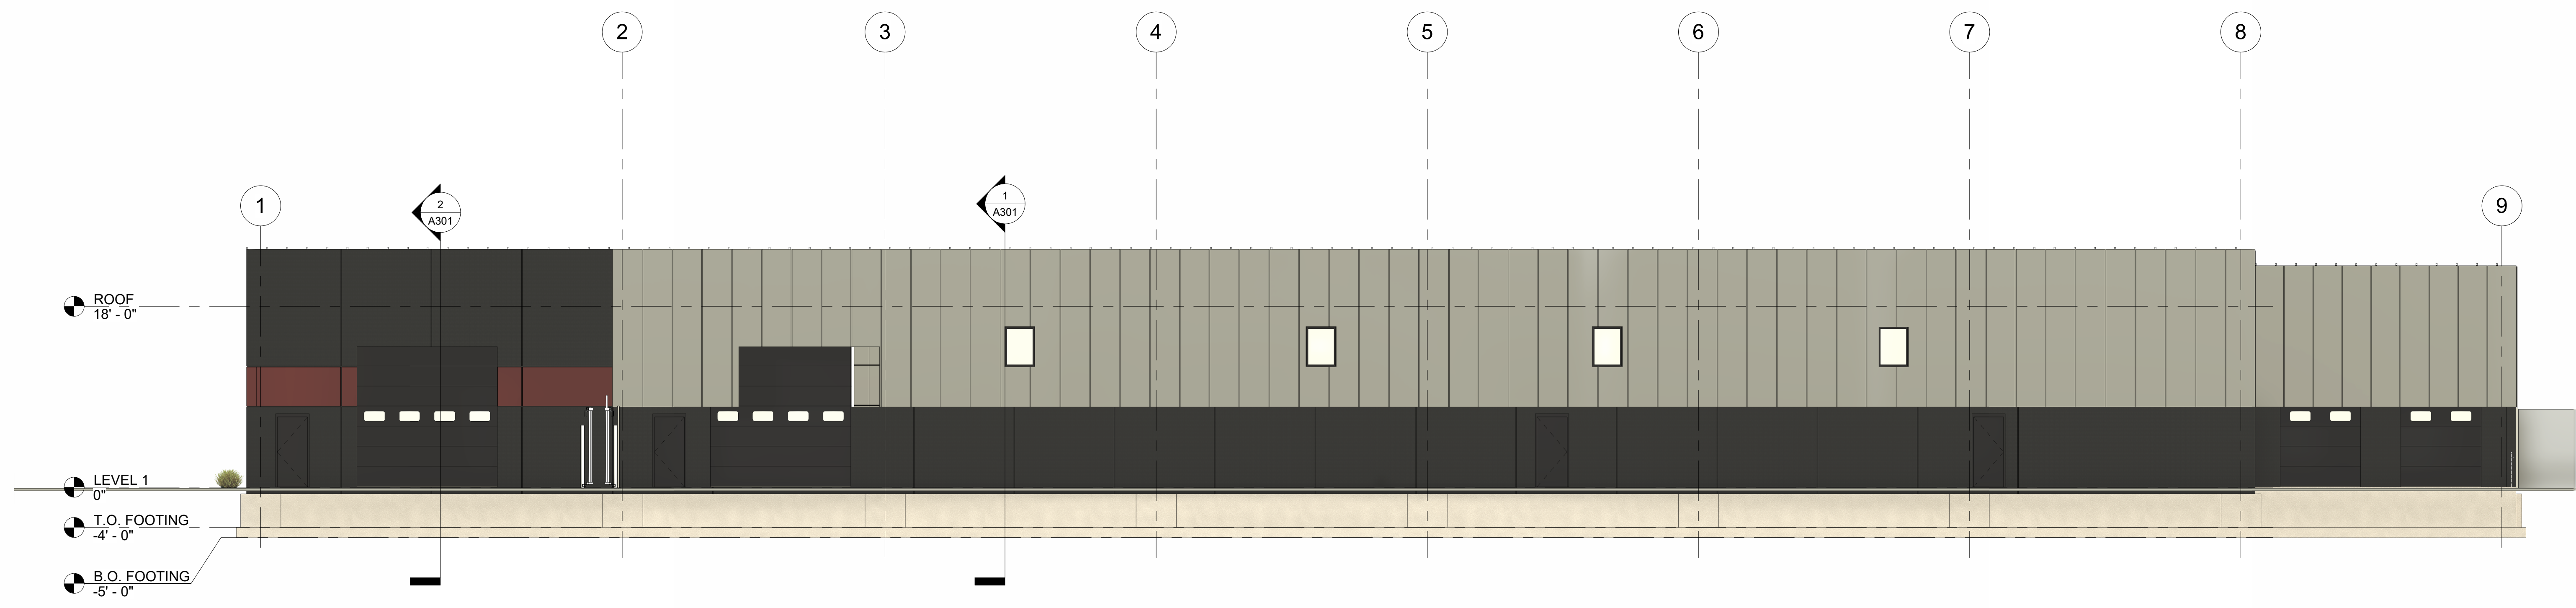 2
3
4
5
6
7
8
1
2
A301
1
A301
9
ROOF
18' - 0"
LEVEL 1
0"
T.O. FOOTING
-4' - 0"
B.O. FOOTING
-5' - 0"